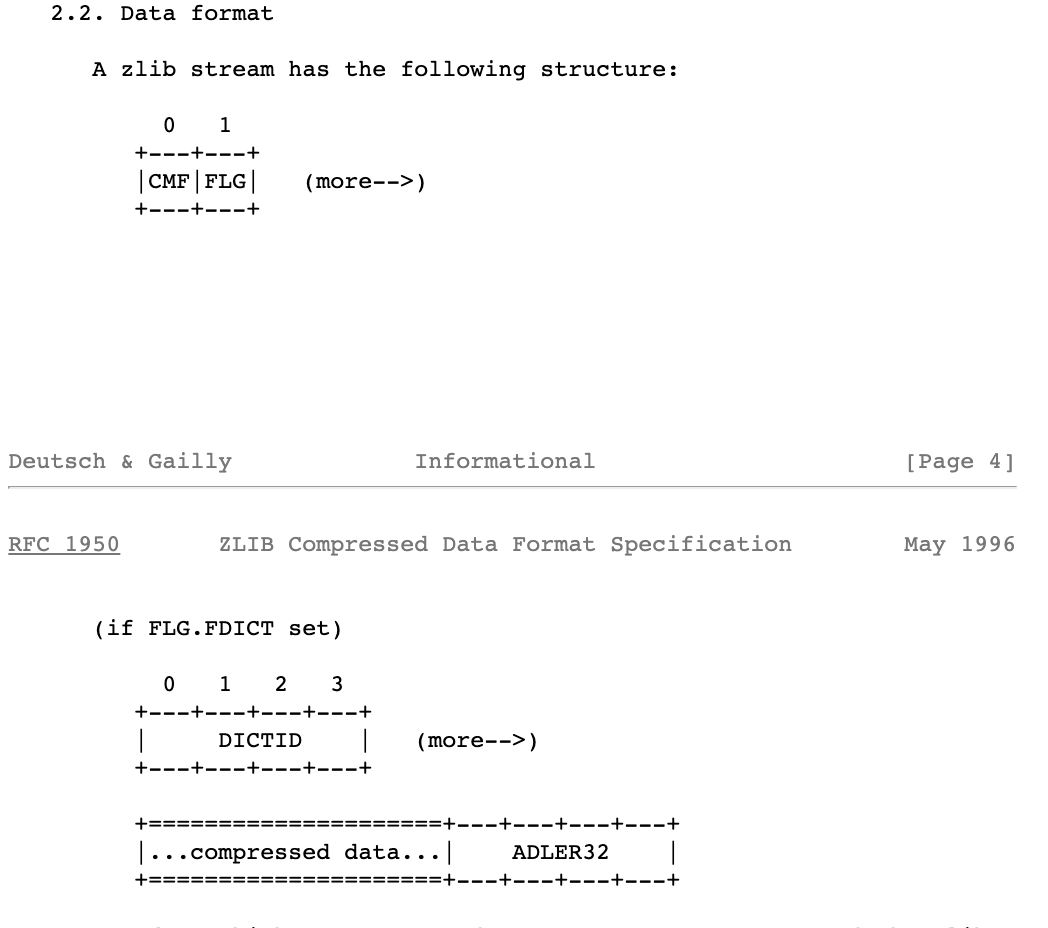 2.2. Data format
A zlib stream has the following structure:
0   1
+---+---+
|CMF|FLG|   (more-->)
+---+---+
Deutsch & Gailly             Informational                      [Page 4]
RFC 1950       ZLIB Compressed Data Format Specification        May 1996
(if FLG.FDICT set)
0   1   2   3
+---+---+---+---+
|     DICTID    |   (more-->)
+---+---+---+---+
+=====================+---+---+---+---+
|...compressed data...|    ADLER32    |
+=====================+---+---+---+---+